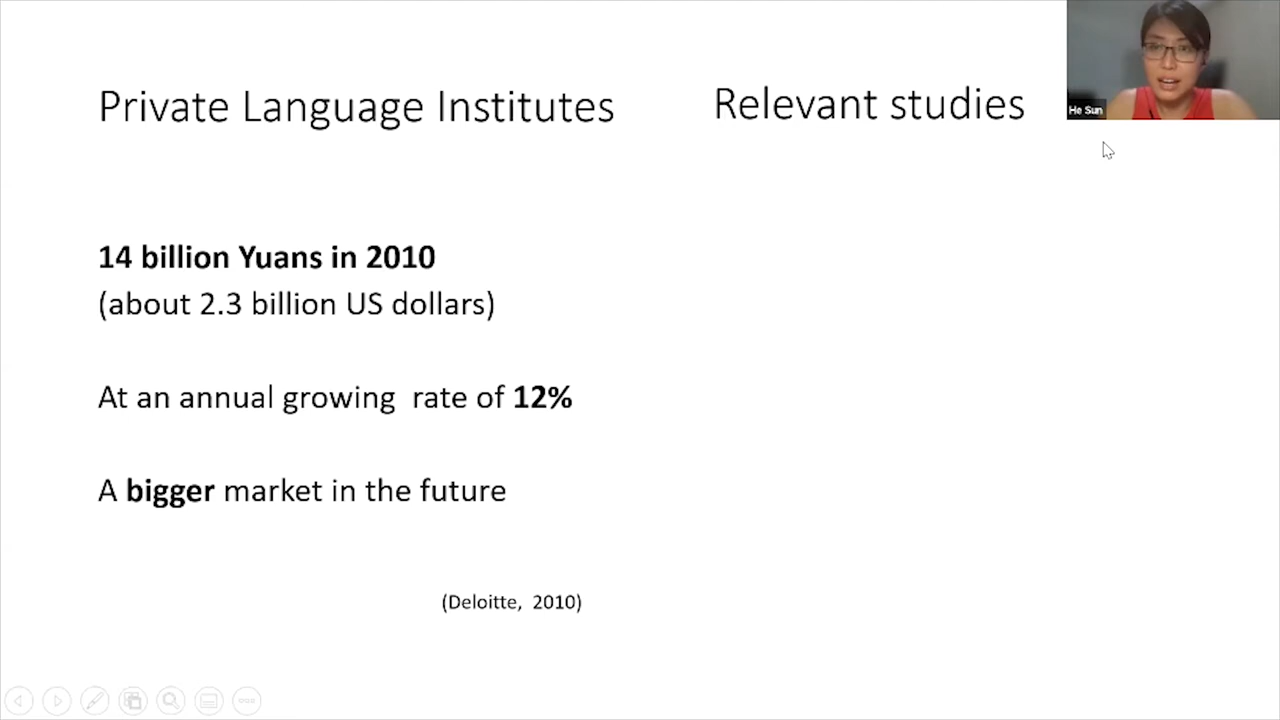 Private Language Institutes
Relevant studies
He Sun
14 billion Yuans in 2010
(about 2.3 billion US dollars)
At an annual growing  rate of 12%
A bigger market in the future
(Deloitte,  2010)